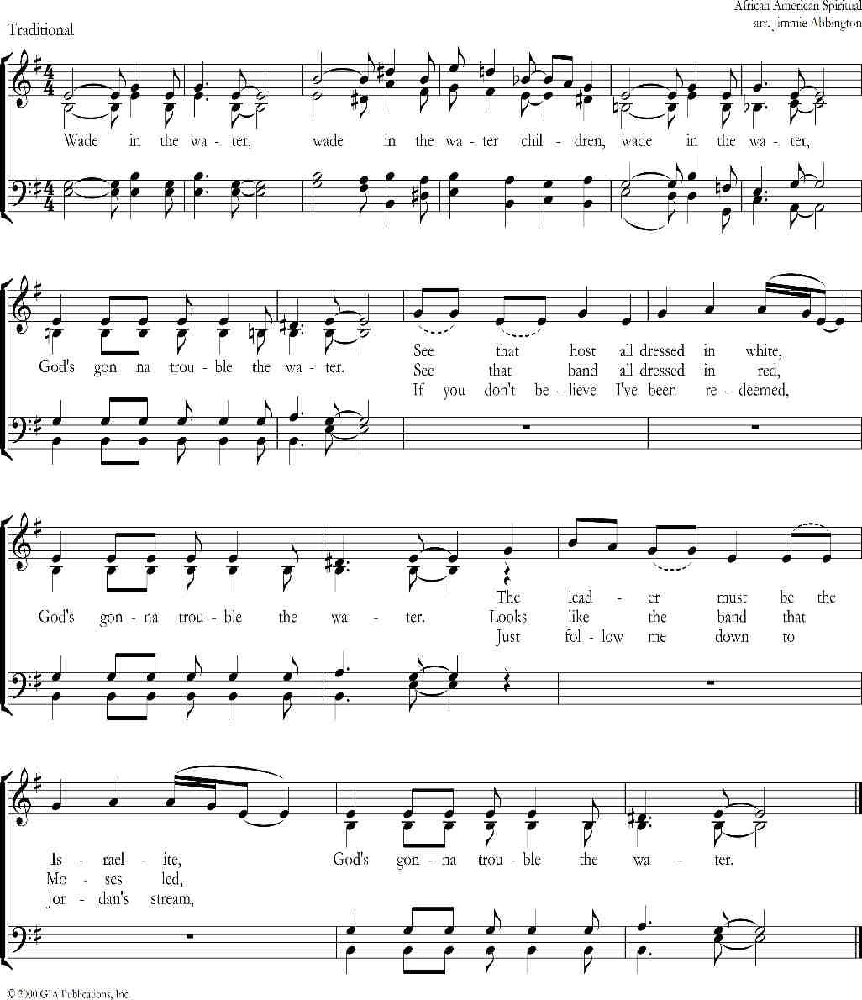 African American Spiritual
Traditional
arr. Jimmie Abbington
Wade in the wa - ter, wade in the wa - ter chil - dren, wade in the wa - ter,
See that host all dressed in white,
God's gon na trou - ble the wa - ter. See that band all dressed in red,
If you don't be - lieve I've been re - deemed,
The lead - er must be the
God's gon - na trou - ble the wa - ter. Looks like the band that
Just fol - low me down to
Is - rael - ite, God's gon - na trou - ble the wa - ter.
Mo - ses led,
Jor - dan's stream,
© 2000 GIA Publications, Inc.